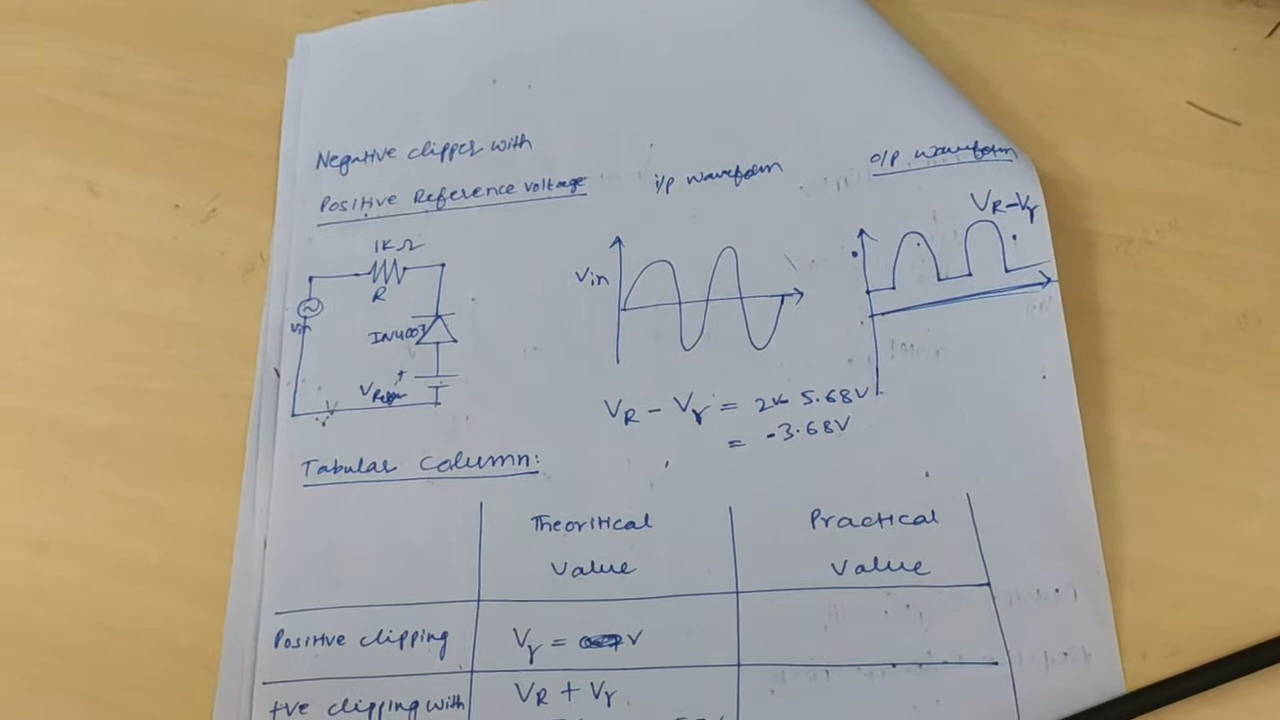 Negative clipper with
Positive Reference voltage
i/p waveform
o/p waveform
VR-Vγ
1KΩ
R
Vin
Vin
IN4007
+
VR - Vγ = 2V- 5.68V
= -3.68V
Tabular Column:
Theoritical
Value
Practical
Value
Positive clipping
Vγ = V
+ve clipping with
VR + Vγ